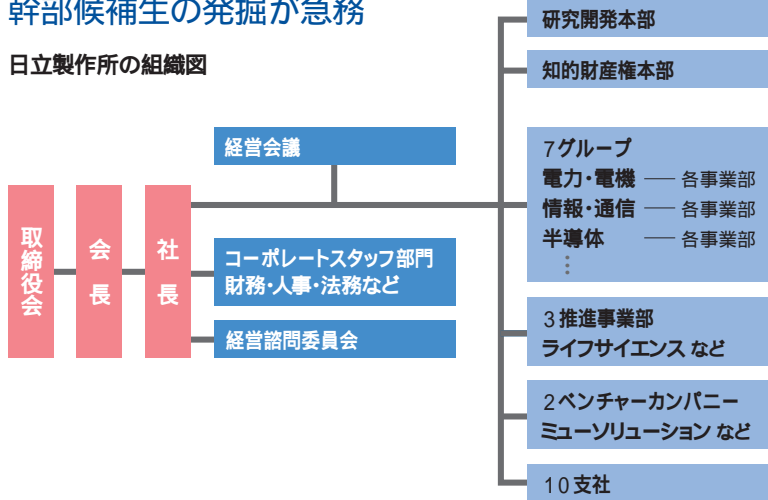 幹部候補生の発掘が急務
日立製作所の組織図
取締役会
会長
社長
経営会議
コーポレートスタッフ部門
財務・人事・法務など
経営諮問委員会
研究開発本部
知的財産権本部
7グループ
電力・電機 ── 各事業部
情報・通信 ── 各事業部
半導体 ── 各事業部
⋮
3推進事業部
ライフサイエンス など
2ベンチャーカンパニー
ミューソリューション など
10支社